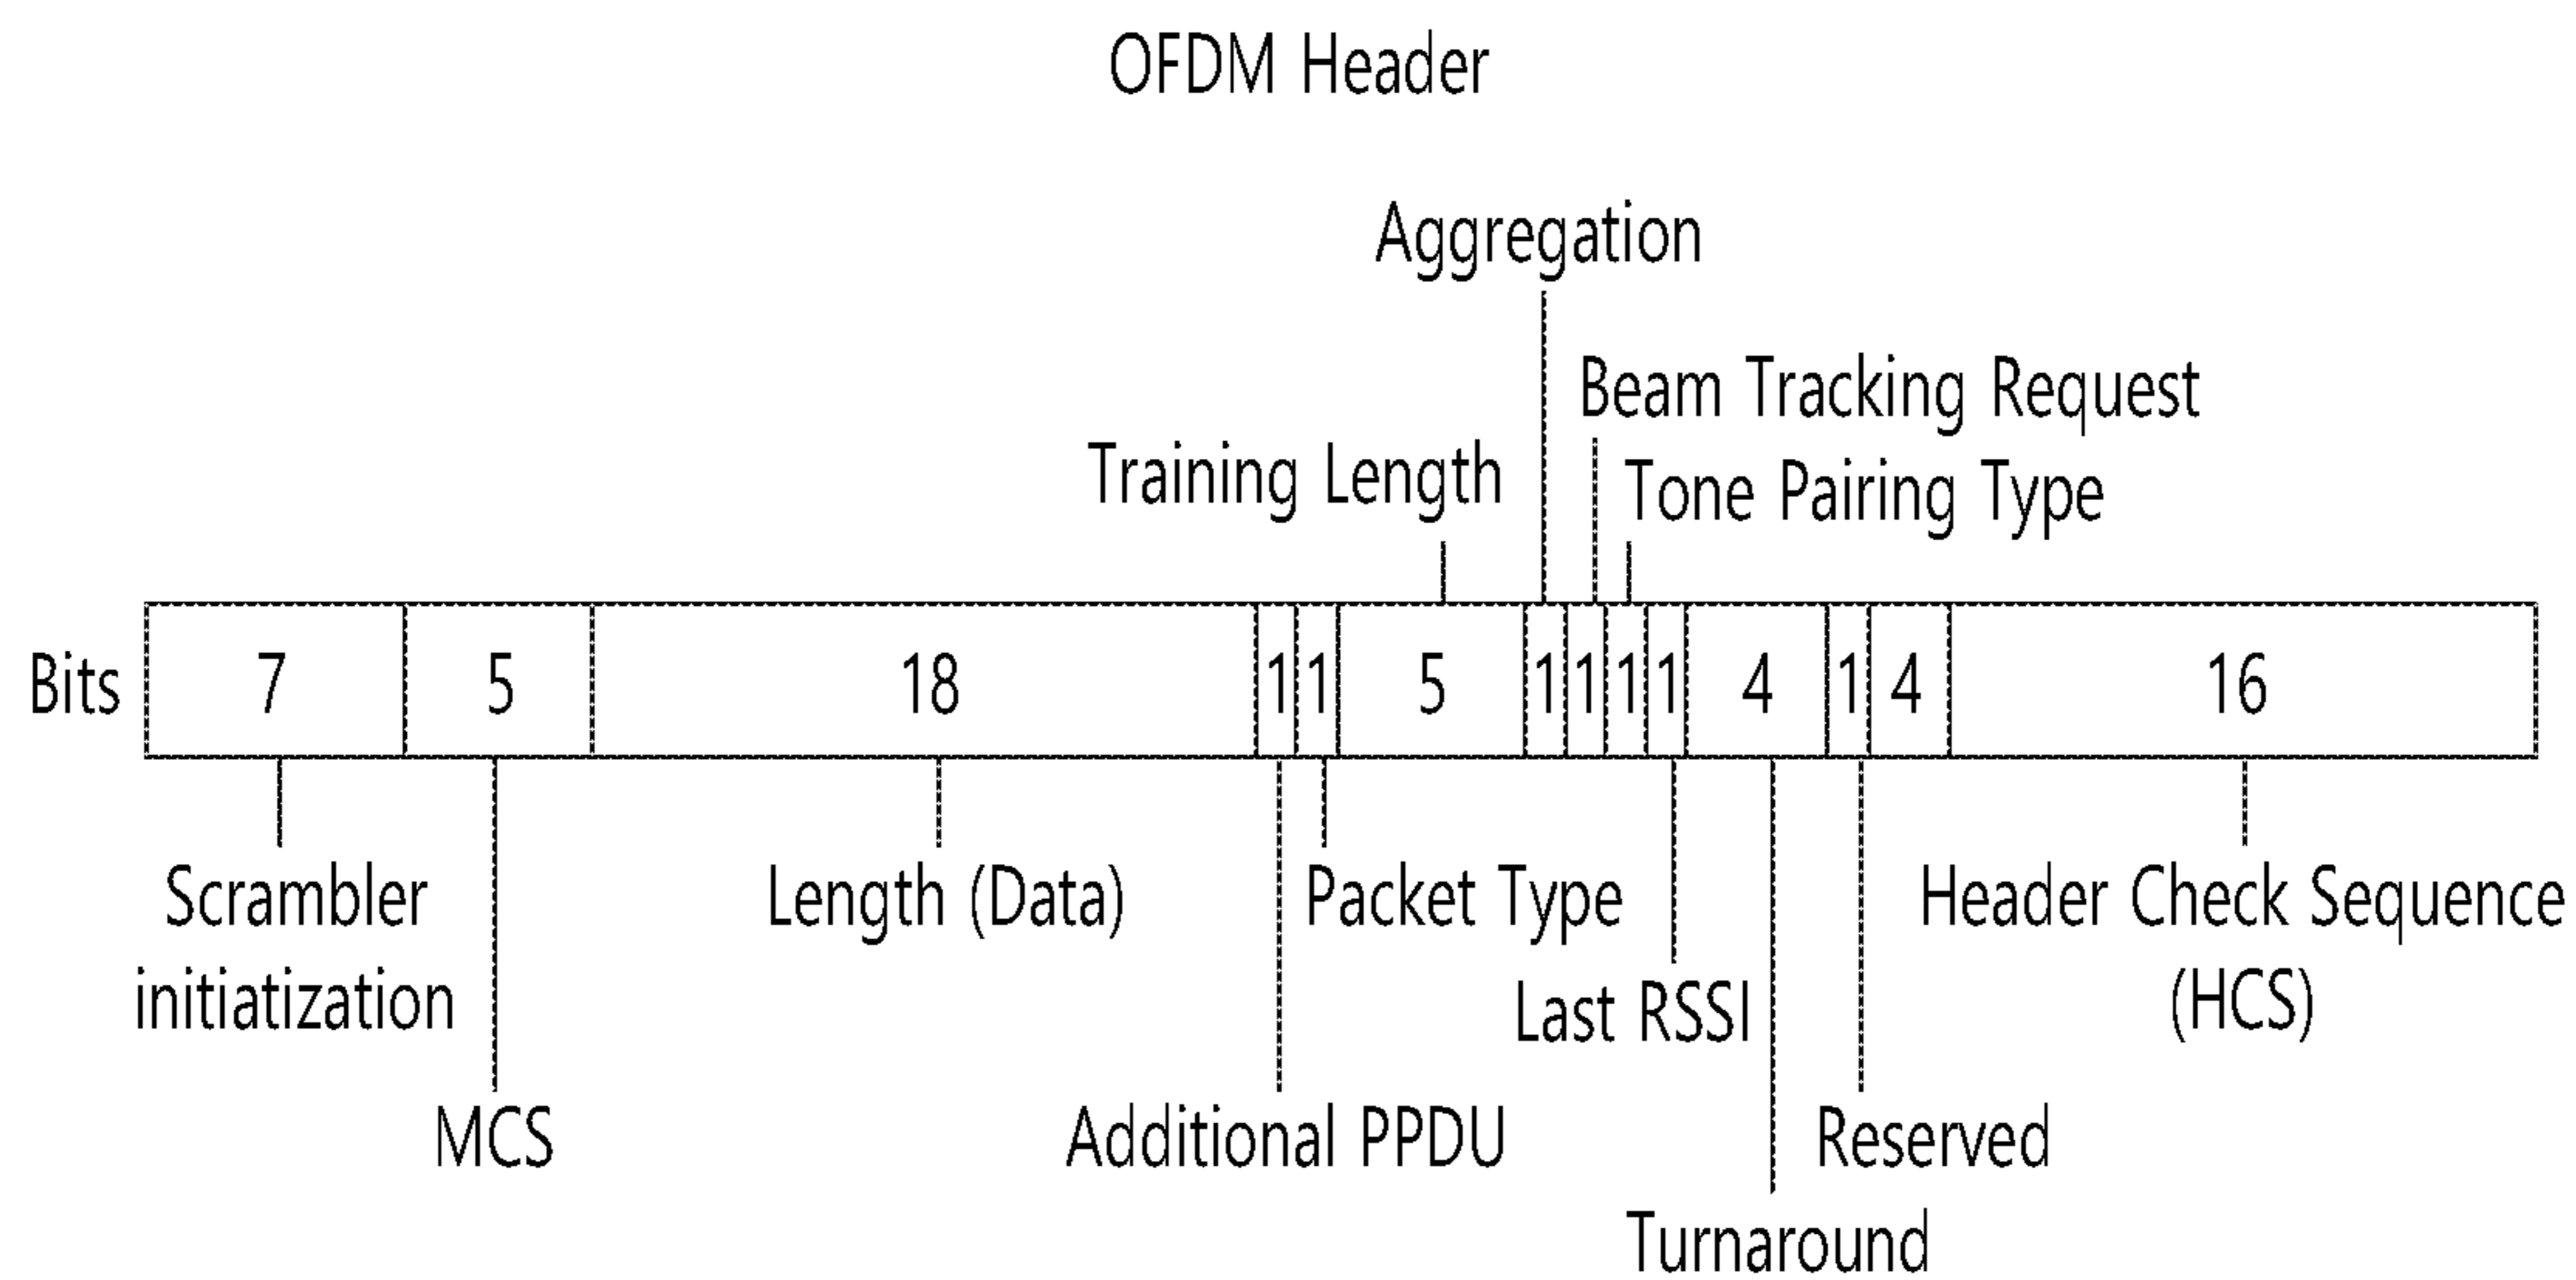 OFDM Header
Aggregation
Beam Tracking Request
Training Length
Tone Pairing Type
Bits 7 5 18 1 1 5 1 1 1 1 4 1 4 16
Scrambler
initiatization
MCS
Length (Data)
Additional PPDU
Packet Type
Last RSSI
Turnaround
Reserved
Header Check Sequence
(HCS)